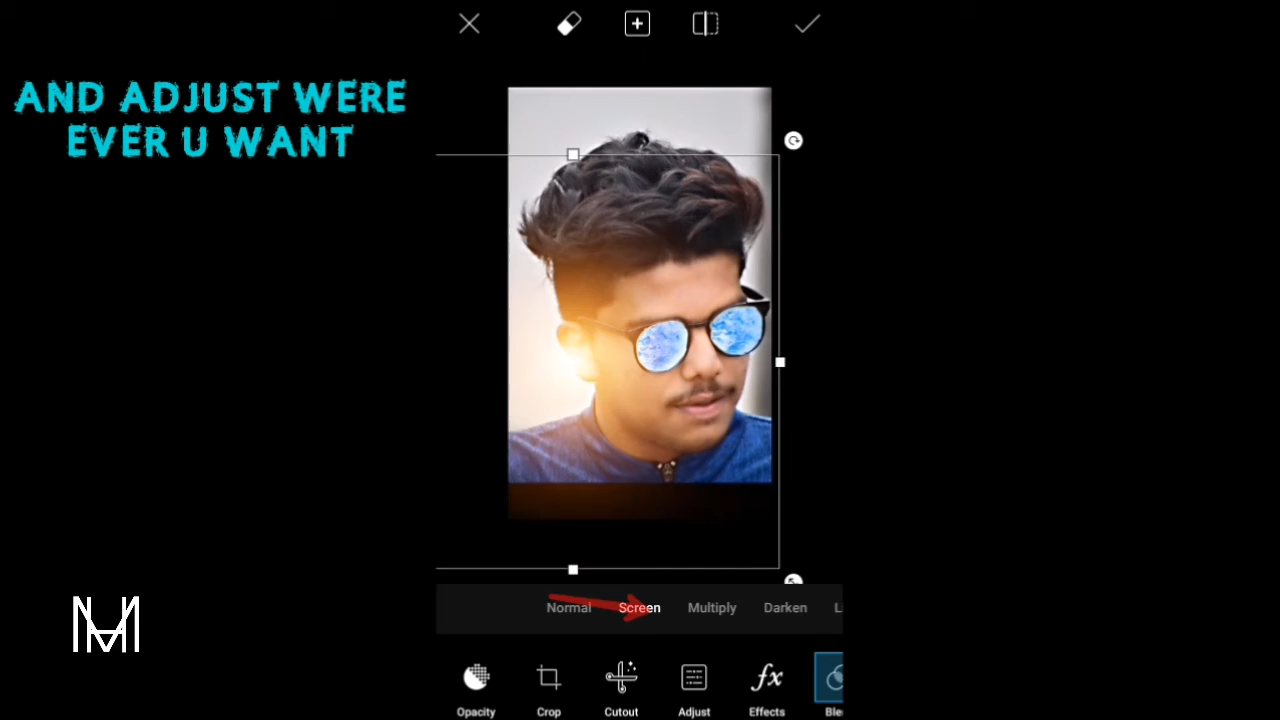 AND ADJUST WERE
EVER U WANT
Normal Screen Multiply Darken
Opacity Crop Cutout Adjust Effects